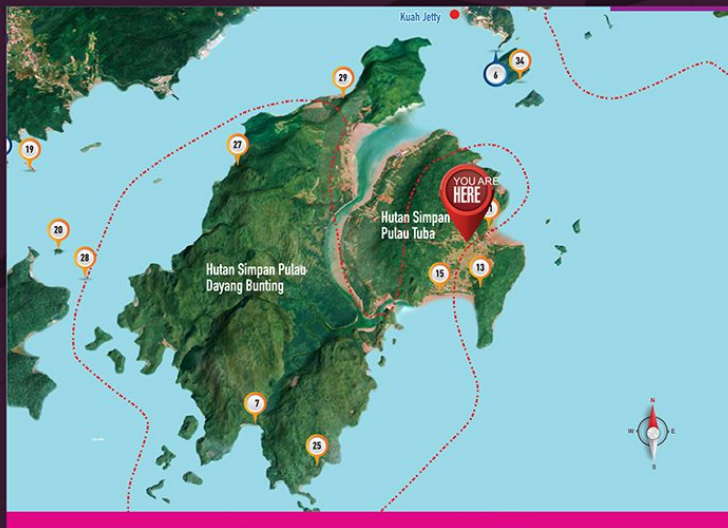 Kuah Jetty
6
34
29
27
19
YOU ARE
HERE
Hutan Simpan
Pulau Tuba
20
28
Hutan Simpan Pulau
Dayang Bunting
15
13
7
25
N
W
E
S